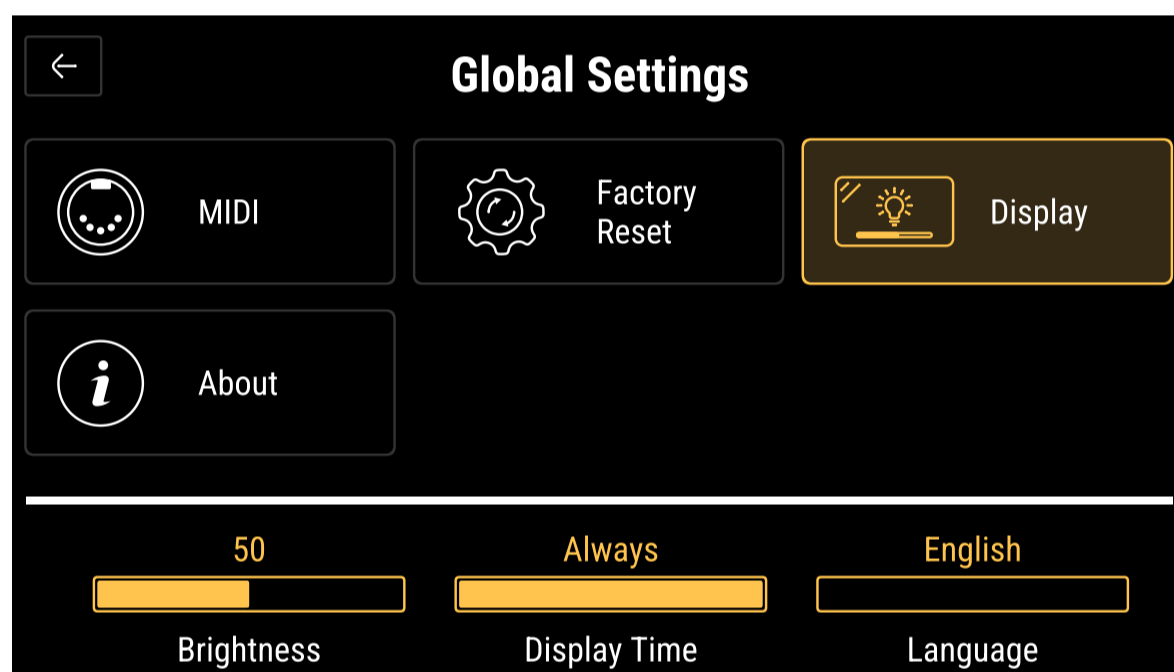 Global Settings
MIDI
Factory
Reset
Display
i
About
50
Always
English
Brightness
Display Time
Language